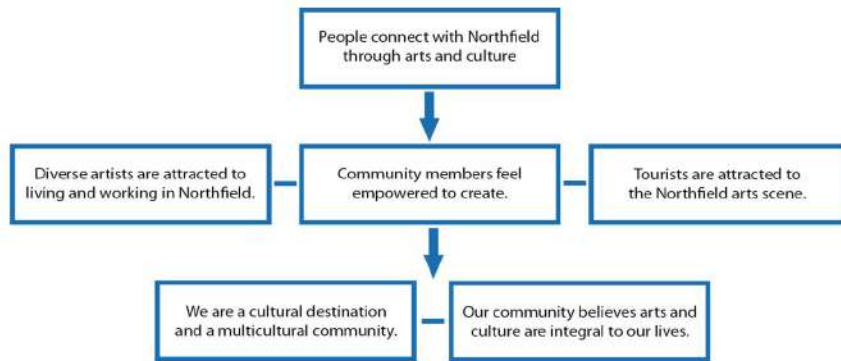 People connect with Northfield
through arts and culture
Diverse artists are attracted to
living and working in Northfield.
Community members feel
empowered to create.
Tourists are attracted to
the Northfield arts scene.
We are a cultural destination
and a multicultural community.
Our community believes arts and
culture are integral to our lives.